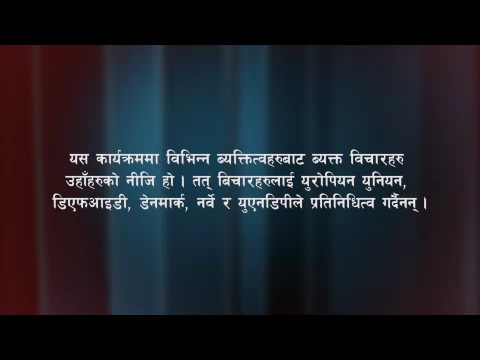 यस कार्यक्रममा विभिन्न ब्यक्तित्वहरुबाट ब्यक्त विचारहरु
उहाँहरुको नीजि हो । तत् बिचारहरुलाई युरोपियन युनियन,
डिएफआइडी, डेनमार्क, नर्वे र युएनडिपीले प्रतिनिधित्व गर्दैनन् ।